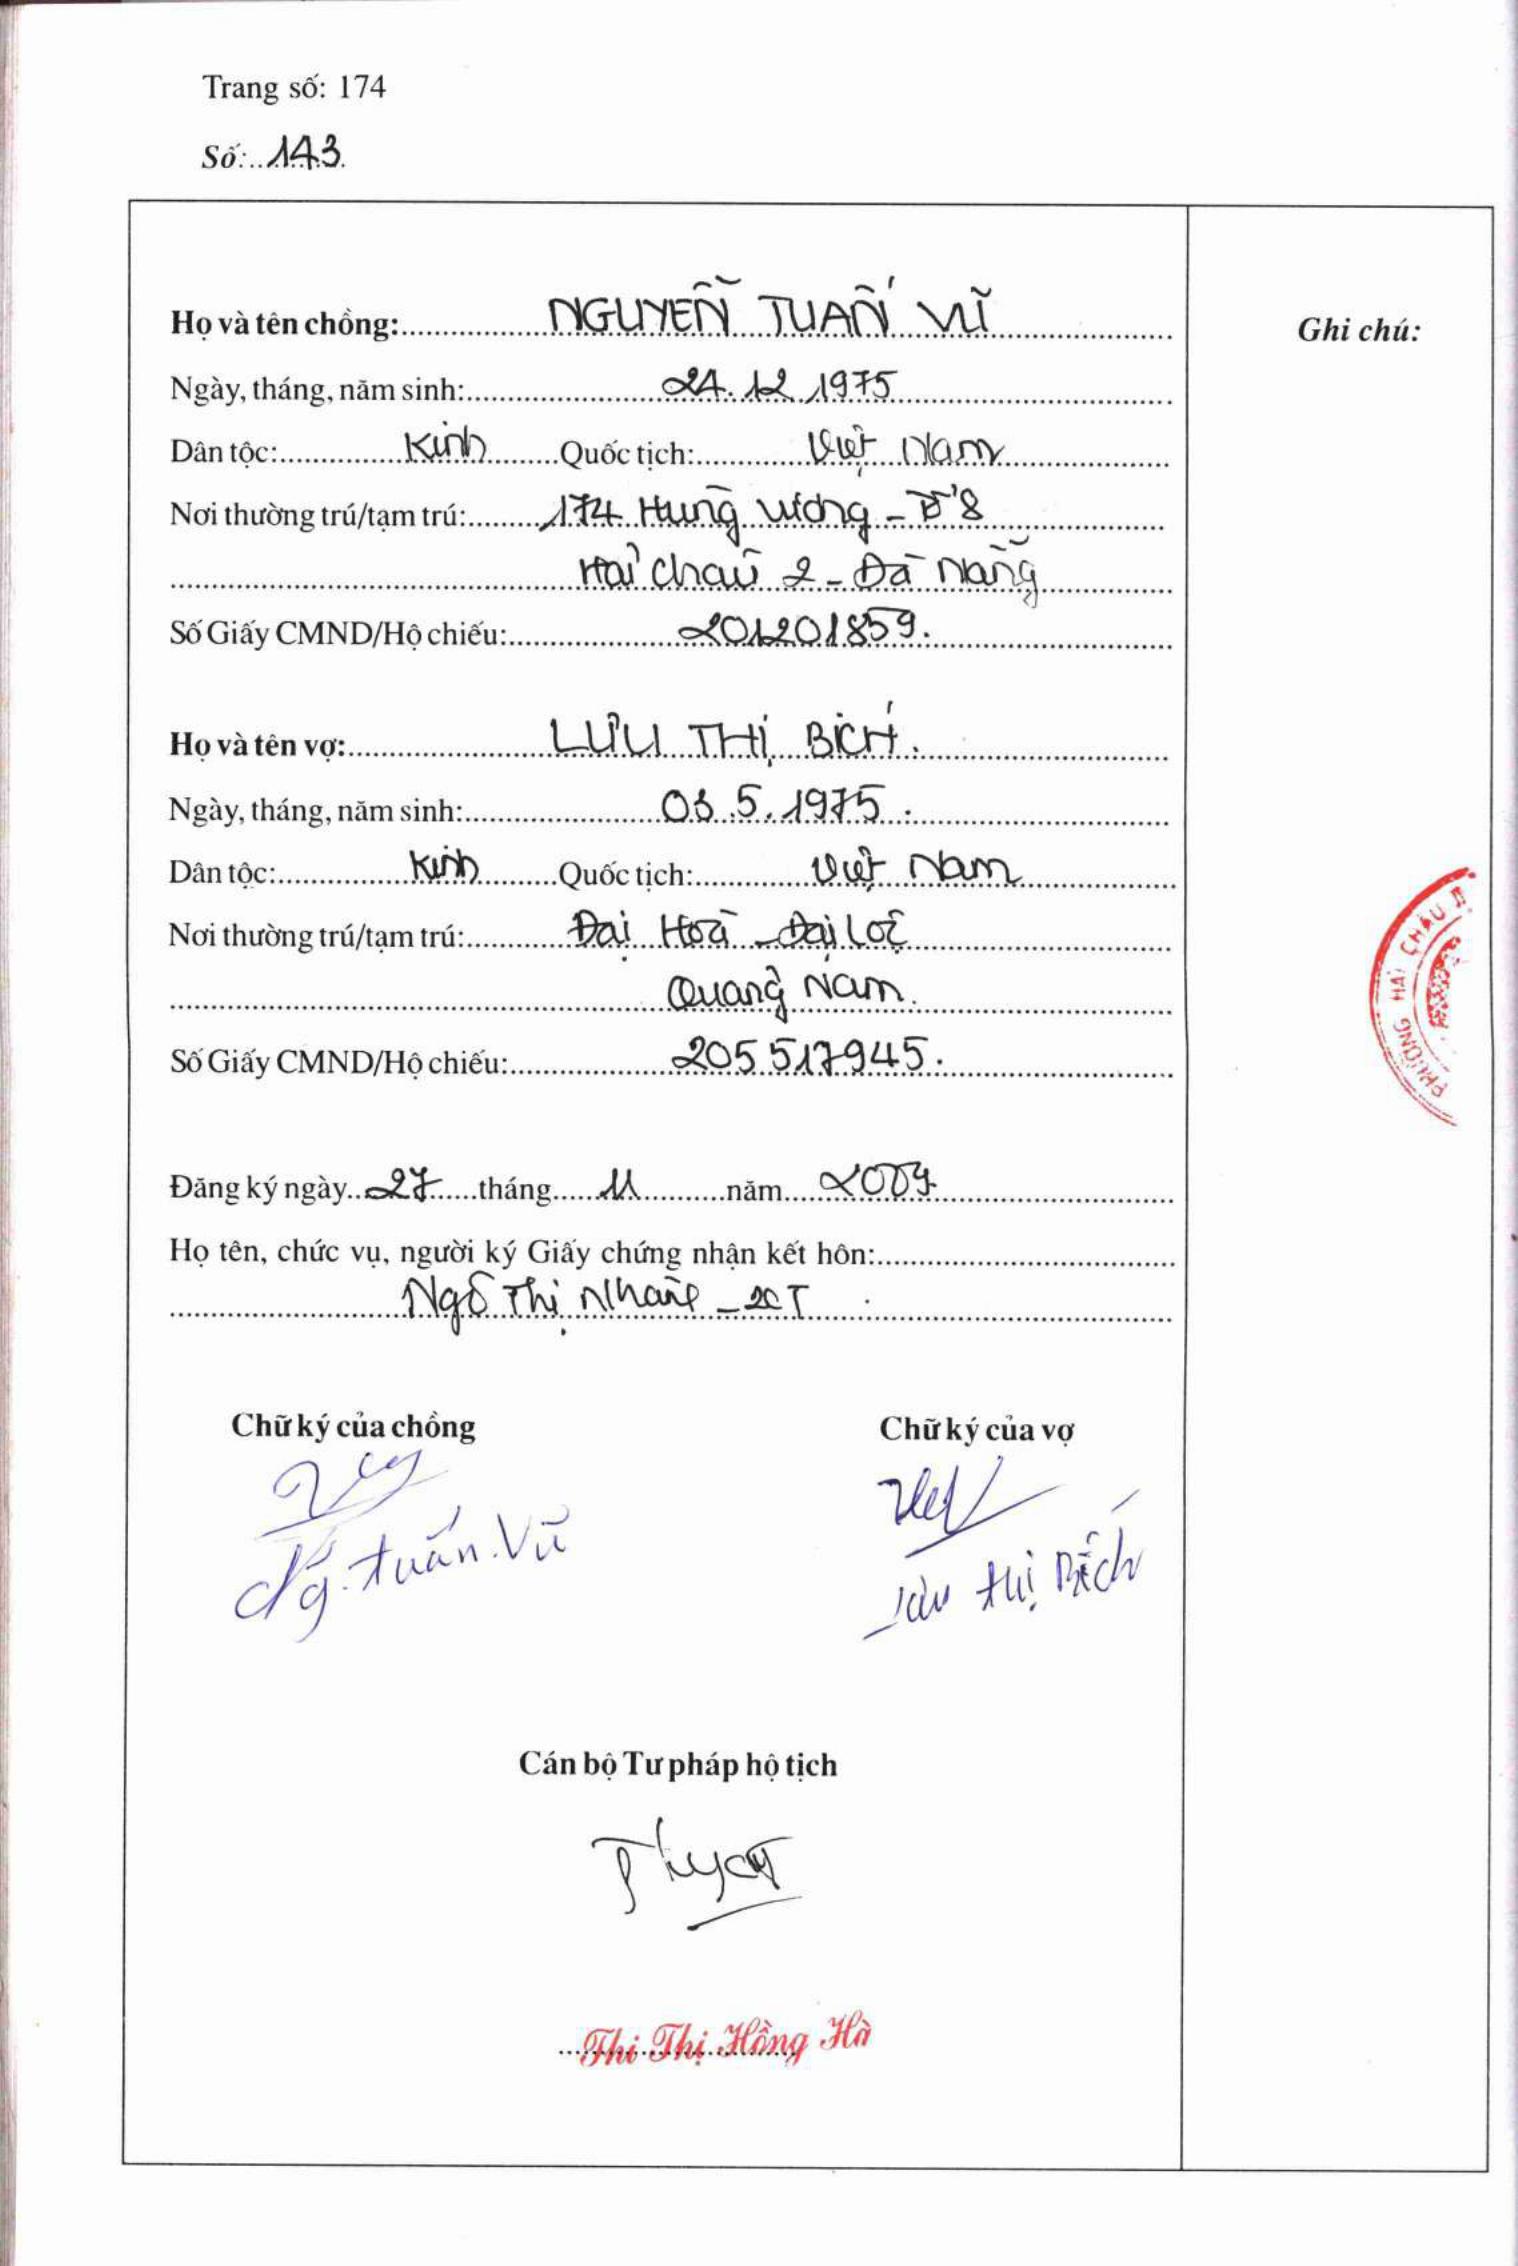 Trang số: 174
Số: 143
Họ và tên chồng: NGUYỄN TUẤN VŨ
Ghi chú:
Ngày, tháng, năm sinh: 24.12.1975
Dân tộc: Kinh Quốc tịch: Việt Nam
Nơi thường trú/tạm trú: 174 Hùng Vương - Tổ 8
Hải Châu 2 - Đà Nẵng
Số Giấy CMND/Hộ chiếu: 201201859.
Họ và tên vợ: LƯU THỊ BÍCH.
Ngày, tháng, năm sinh: 03.5.1975.
Dân tộc: Kinh Quốc tịch: Việt Nam
Nơi thường trú/tạm trú: Đại Hoà - Đại Lộc
Quảng Nam.
PHƯỜNG HẢI CHÂU
Số Giấy CMND/Hộ chiếu: 205517945.
Đăng ký ngày 27 tháng 11 năm 2009
Họ tên, chức vụ, người ký Giấy chứng nhận kết hôn:
Ngô Thị
Chữ ký của chồng
Chữ ký của vợ
Ng. Tuấn Vũ
Lưu Thị Bích
Cán bộ Tư pháp hộ tịch
Thi Thị Hồng Hà